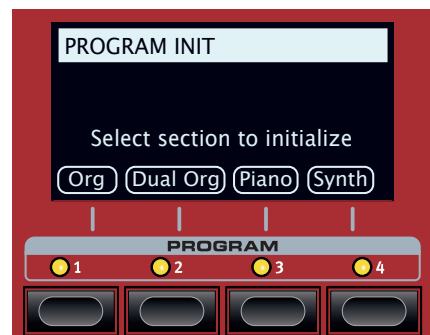 PROGRAM INIT
Select section to initialize
Org Dual Org Piano Synth
PROGRAM
1 2 3 4